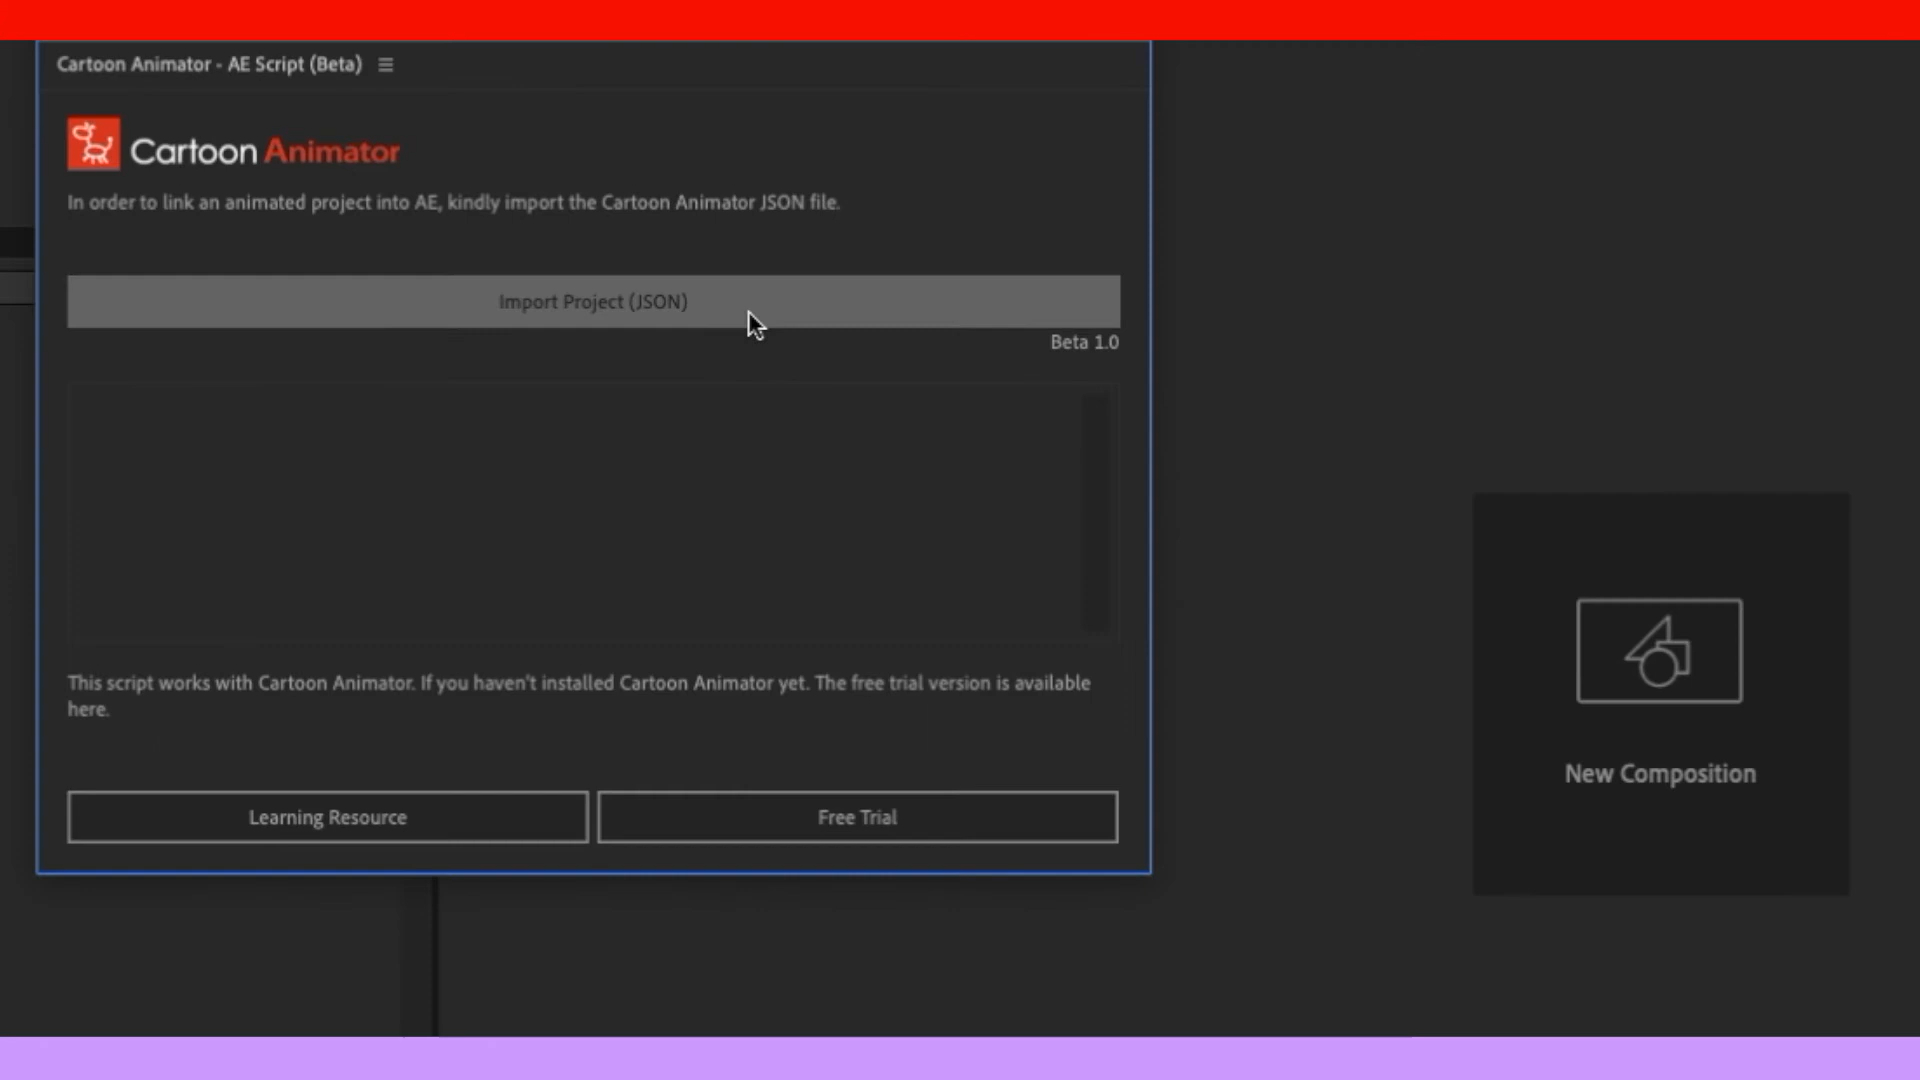 Cartoon Animator - AE Script (Beta)
Cartoon Animator
In order to link an animated project into AE, kindly import the Cartoon Animator JSON file.
Import Project (JSON)
Beta 1.0
This script works with Cartoon Animator. If you haven't installed Cartoon Animator yet. The free trial version is available
here.
Learning Resource
Free Trial
New Composition